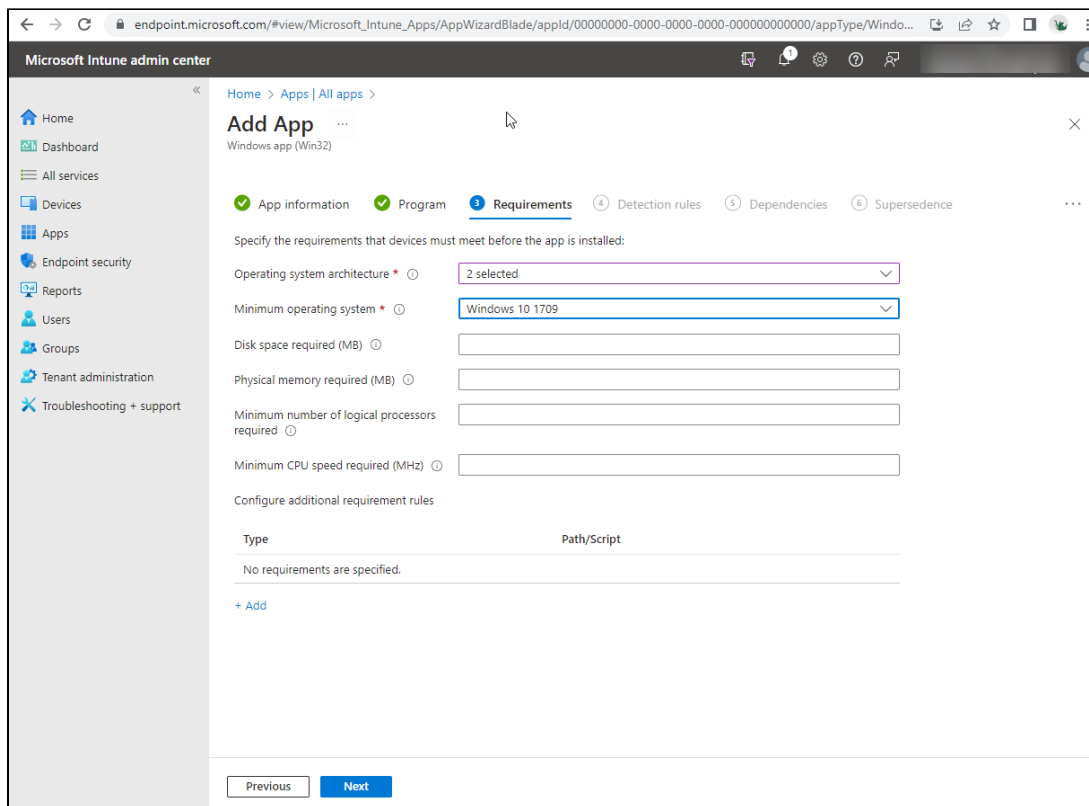 endpoint.microsoft.com/#view/Microsoft_Intune_Apps/AppWizardBlade/appId/00000000-0000-0000-0000-000000000000/appType/Windo...
Microsoft Intune admin center
1
Home > Apps | All apps >
Add App ...
Windows app (Win32)
Home
Dashboard
All services
Devices
Apps
Endpoint security
Reports
Users
Groups
Tenant administration
Troubleshooting + support
App information Program 3 Requirements 4 Detection rules 5 Dependencies 6 Supersedence ...
Specify the requirements that devices must meet before the app is installed:
Operating system architecture * 2 selected
Minimum operating system * Windows 10 1709
Disk space required (MB)
Physical memory required (MB)
Minimum number of logical processors
required
Minimum CPU speed required (MHz)
Configure additional requirement rules
Type Path/Script
No requirements are specified.
+ Add
Previous Next